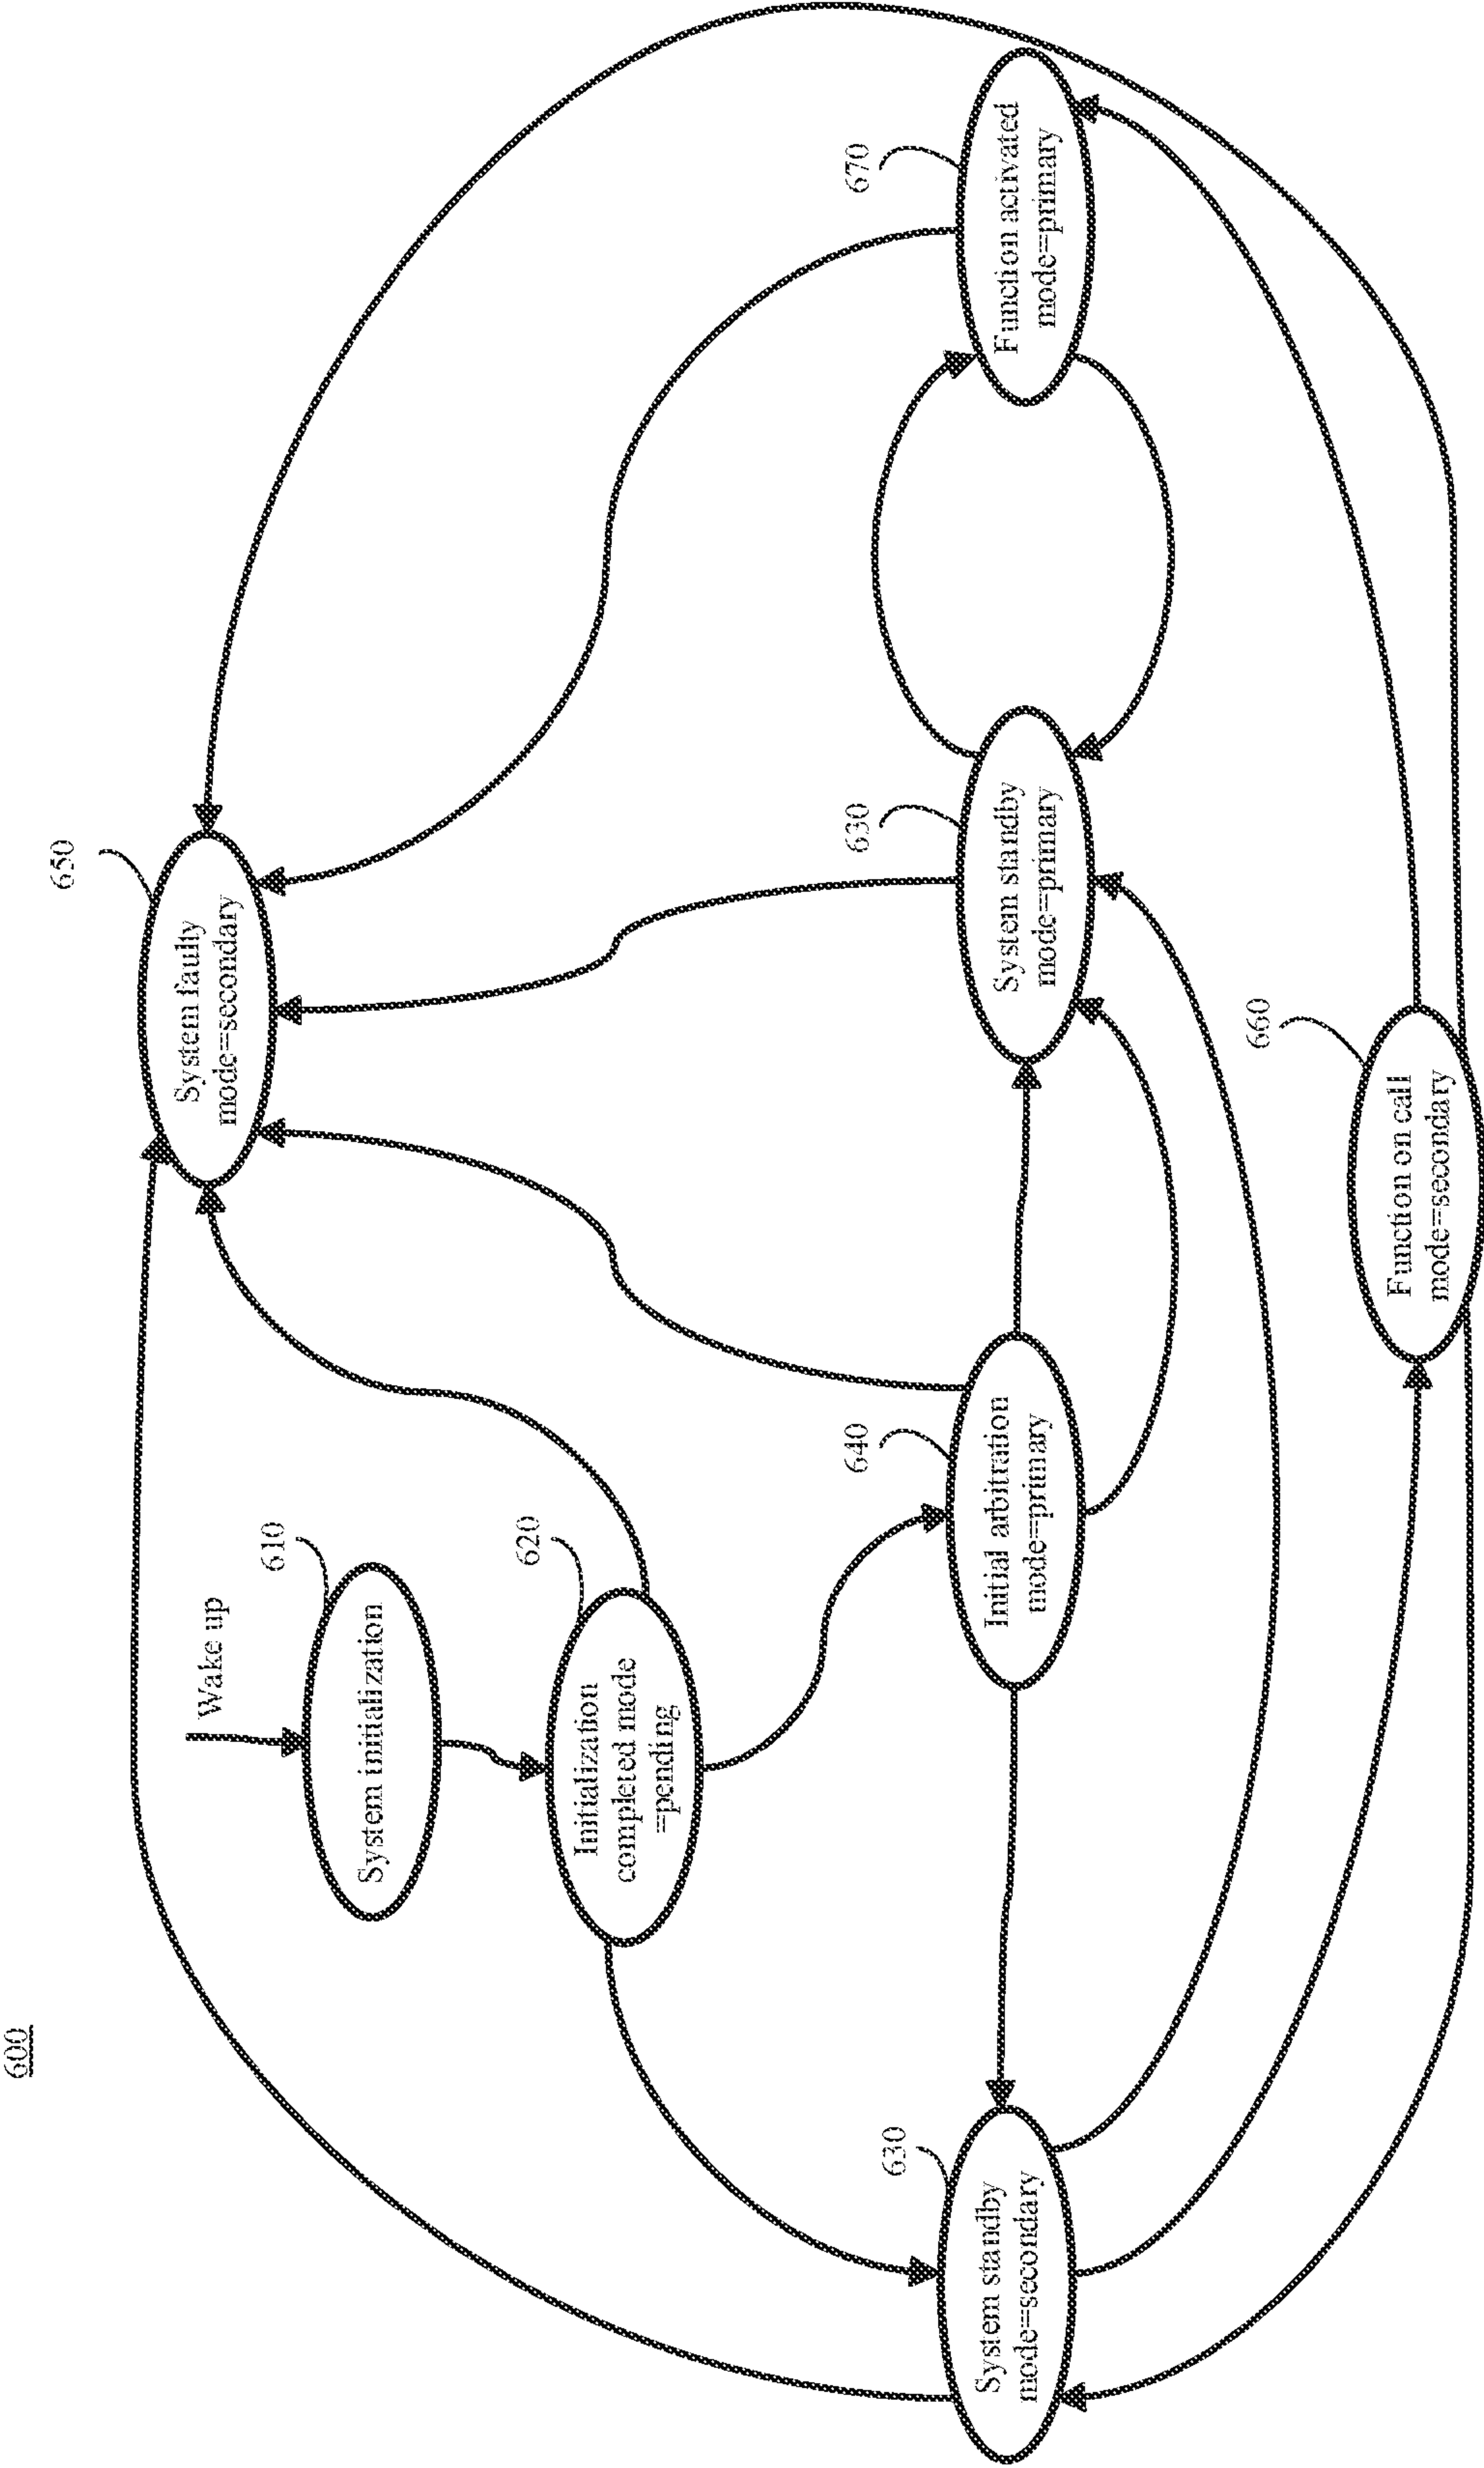 600
Wake up
610
System initialization
650
System faulty
mode=secondary
620
Initialization
completed mode
=pending
630
System standby
mode=secondary
640
Initial arbitration
mode=primary
630
System standby
mode=primary
670
Function activated
mode=primary
660
Function on call
mode=secondary